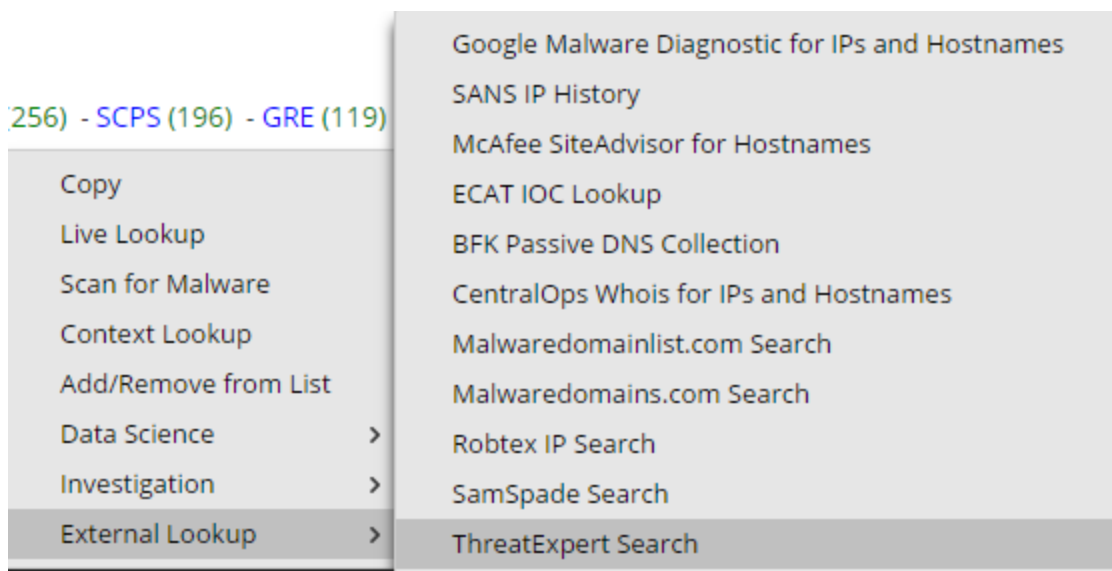 (256) - SCPS (196) - GRE (119)
Copy
Live Lookup
Scan for Malware
Context Lookup
Add/Remove from List
Data Science
Investigation
External Lookup
Google Malware Diagnostic for IPs and Hostnames
SANS IP History
McAfee SiteAdvisor for Hostnames
ECAT IOC Lookup
BFK Passive DNS Collection
CentralOps Whois for IPs and Hostnames
Malwaredomainlist.com Search
Malwaredomains.com Search
Robtex IP Search
SamSpade Search
ThreatExpert Search